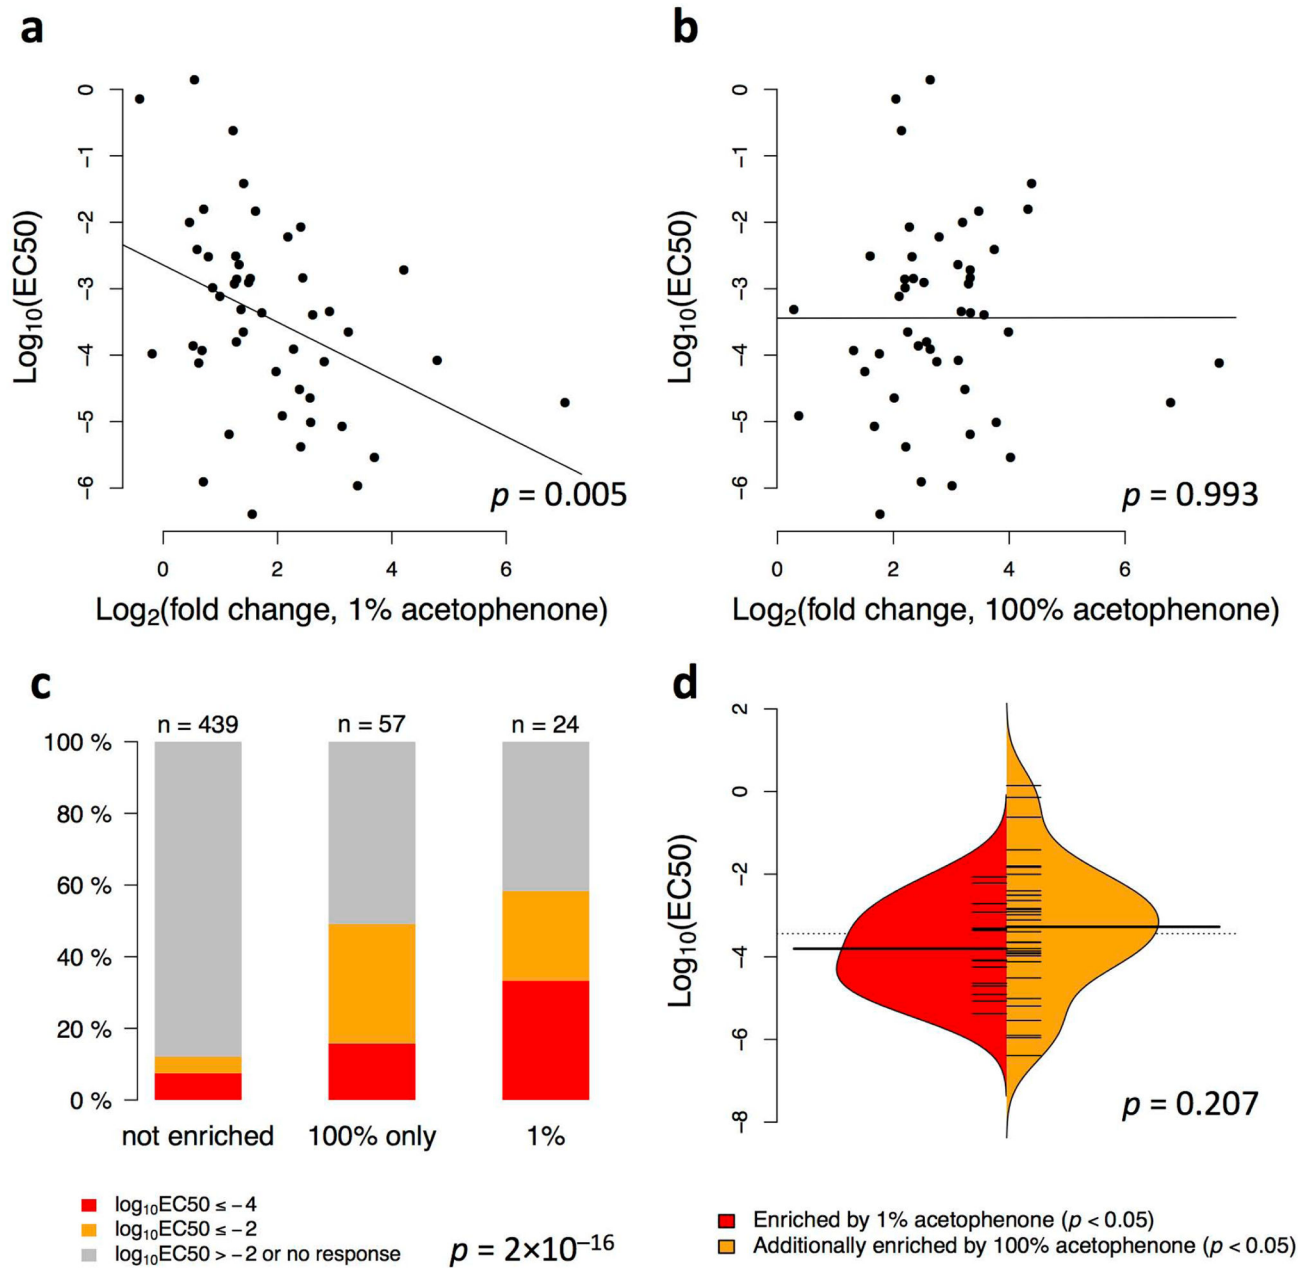 a
0
−1
−2
−3
−4
−5
−6
Log10(EC50)
p = 0.005
0 2 4 6
Log2(fold change, 1% acetophenone)
b
0
−1
−2
−3
−4
−5
−6
Log10(EC50)
p = 0.993
0 2 4 6
Log2(fold change, 100% acetophenone)
c
n = 439 n = 57 n = 24
100 %
80 %
60 %
40 %
20 %
0 %
not enriched 100% only 1%
log10EC50 ≤ −4
log10EC50 ≤ −2
log10EC50 > −2 or no response
p = 2×10⁻¹⁶
d
2
0
−2
−4
−6
−8
Log10(EC50)
p = 0.207
Enriched by 1% acetophenone (p < 0.05)
Additionally enriched by 100% acetophenone (p < 0.05)